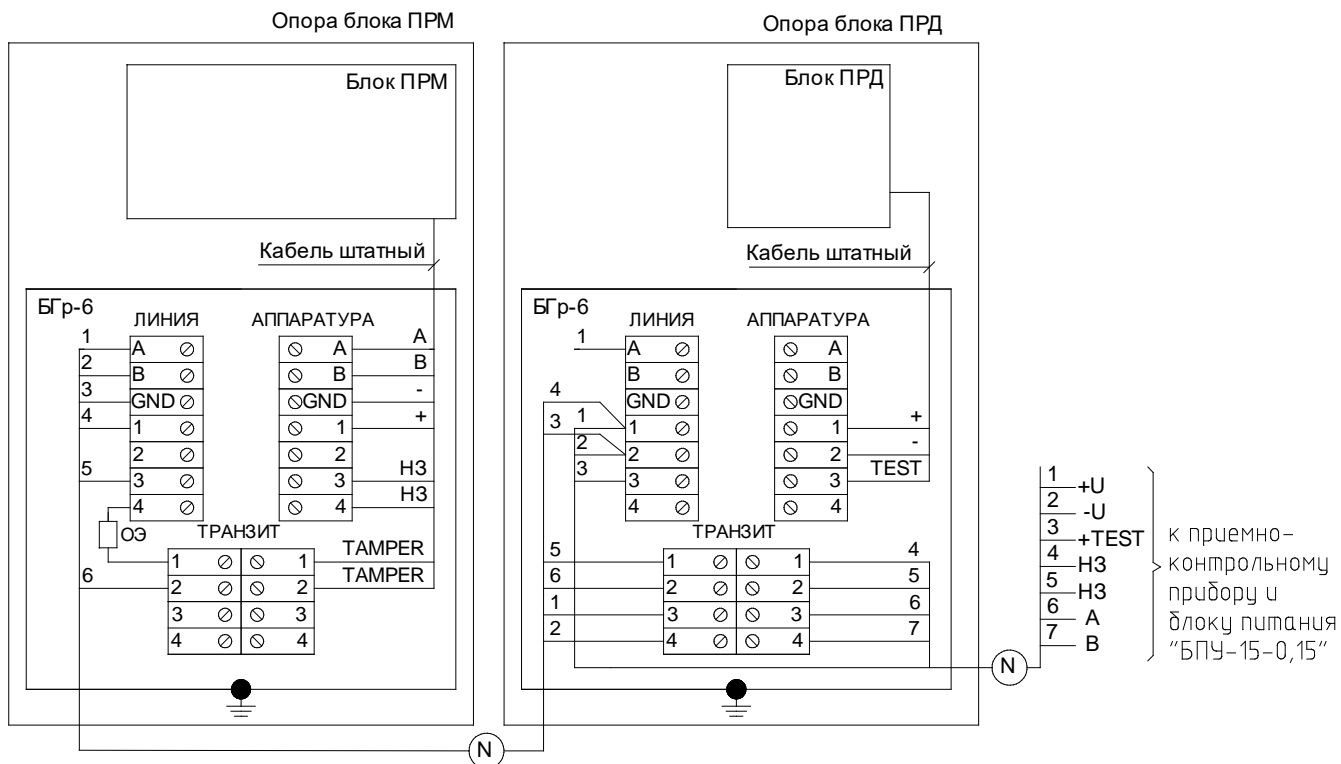 Опора блока ПРМ
Блок ПРМ
Кабель штатный
БГр-6
ЛИНИЯ
АППАРАТУРА
1
A
A
A
2
B
B
B
3
GND
GND
-
4
1
1
+
2
2
5
3
3
НЗ
4
4
НЗ
ОЭ
ТРАНЗИТ
1
1
TAMPER
6
2
2
TAMPER
3
3
4
4
Опора блока ПРД
Блок ПРД
Кабель штатный
БГр-6
ЛИНИЯ
АППАРАТУРА
1
A
A
B
B
4
GND
GND
3
1
1
1
+
2
2
2
-
3
3
3
TEST
4
4
ТРАНЗИТ
5
1
1
4
6
2
2
5
1
3
3
6
2
4
4
7
N
N
1
+U
2
-U
3
+TEST
4
НЗ
5
НЗ
6
A
7
B
к приемно-
контрольному
прибору и
блоку питания
"БПУ-15-0,15"